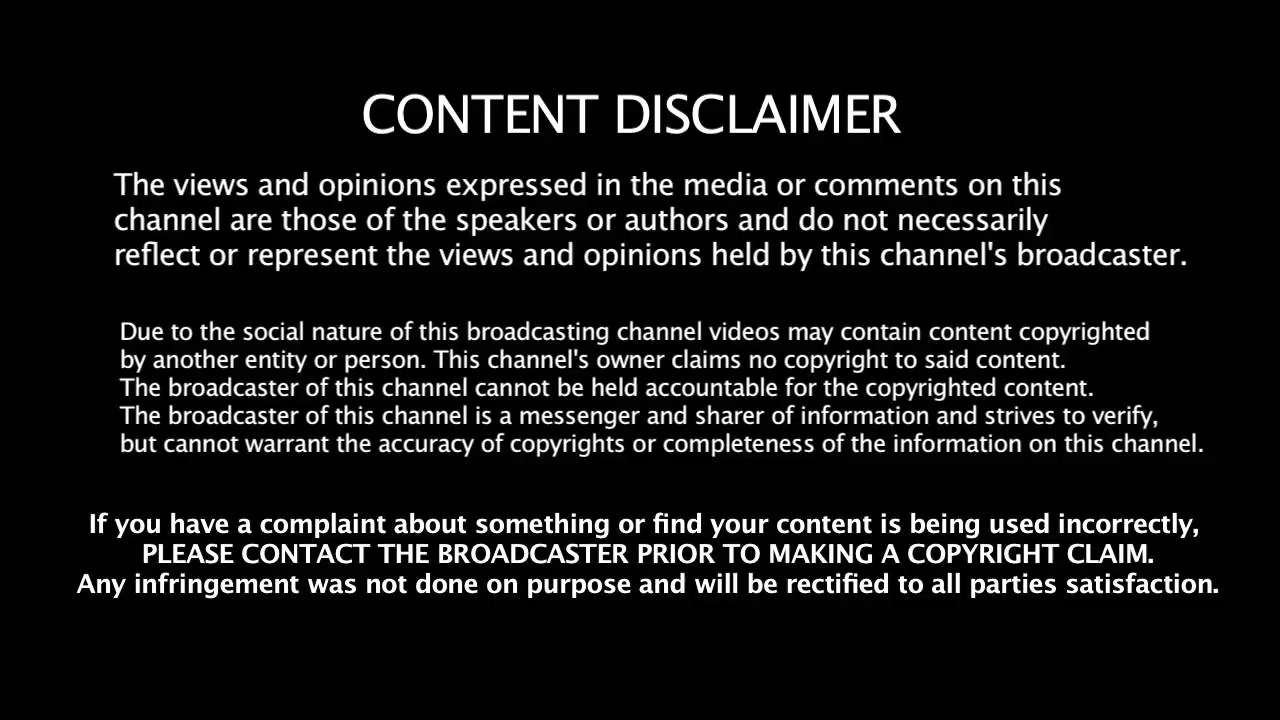 CONTENT DISCLAIMER
The views and opinions expressed in the media or comments on this
channel are those of the speakers or authors and do not necessarily
reflect or represent the views and opinions held by this channel's broadcaster.
Due to the social nature of this broadcasting channel videos may contain content copyrighted
by another entity or person. This channel's owner claims no copyright to said content.
The broadcaster of this channel cannot be held accountable for the copyrighted content.
The broadcaster of this channel is a messenger and sharer of information and strives to verify,
but cannot warrant the accuracy of copyrights or completeness of the information on this channel.
If you have a complaint about something or find your content is being used incorrectly,
PLEASE CONTACT THE BROADCASTER PRIOR TO MAKING A COPYRIGHT CLAIM.
Any infringement was not done on purpose and will be rectified to all parties satisfaction.